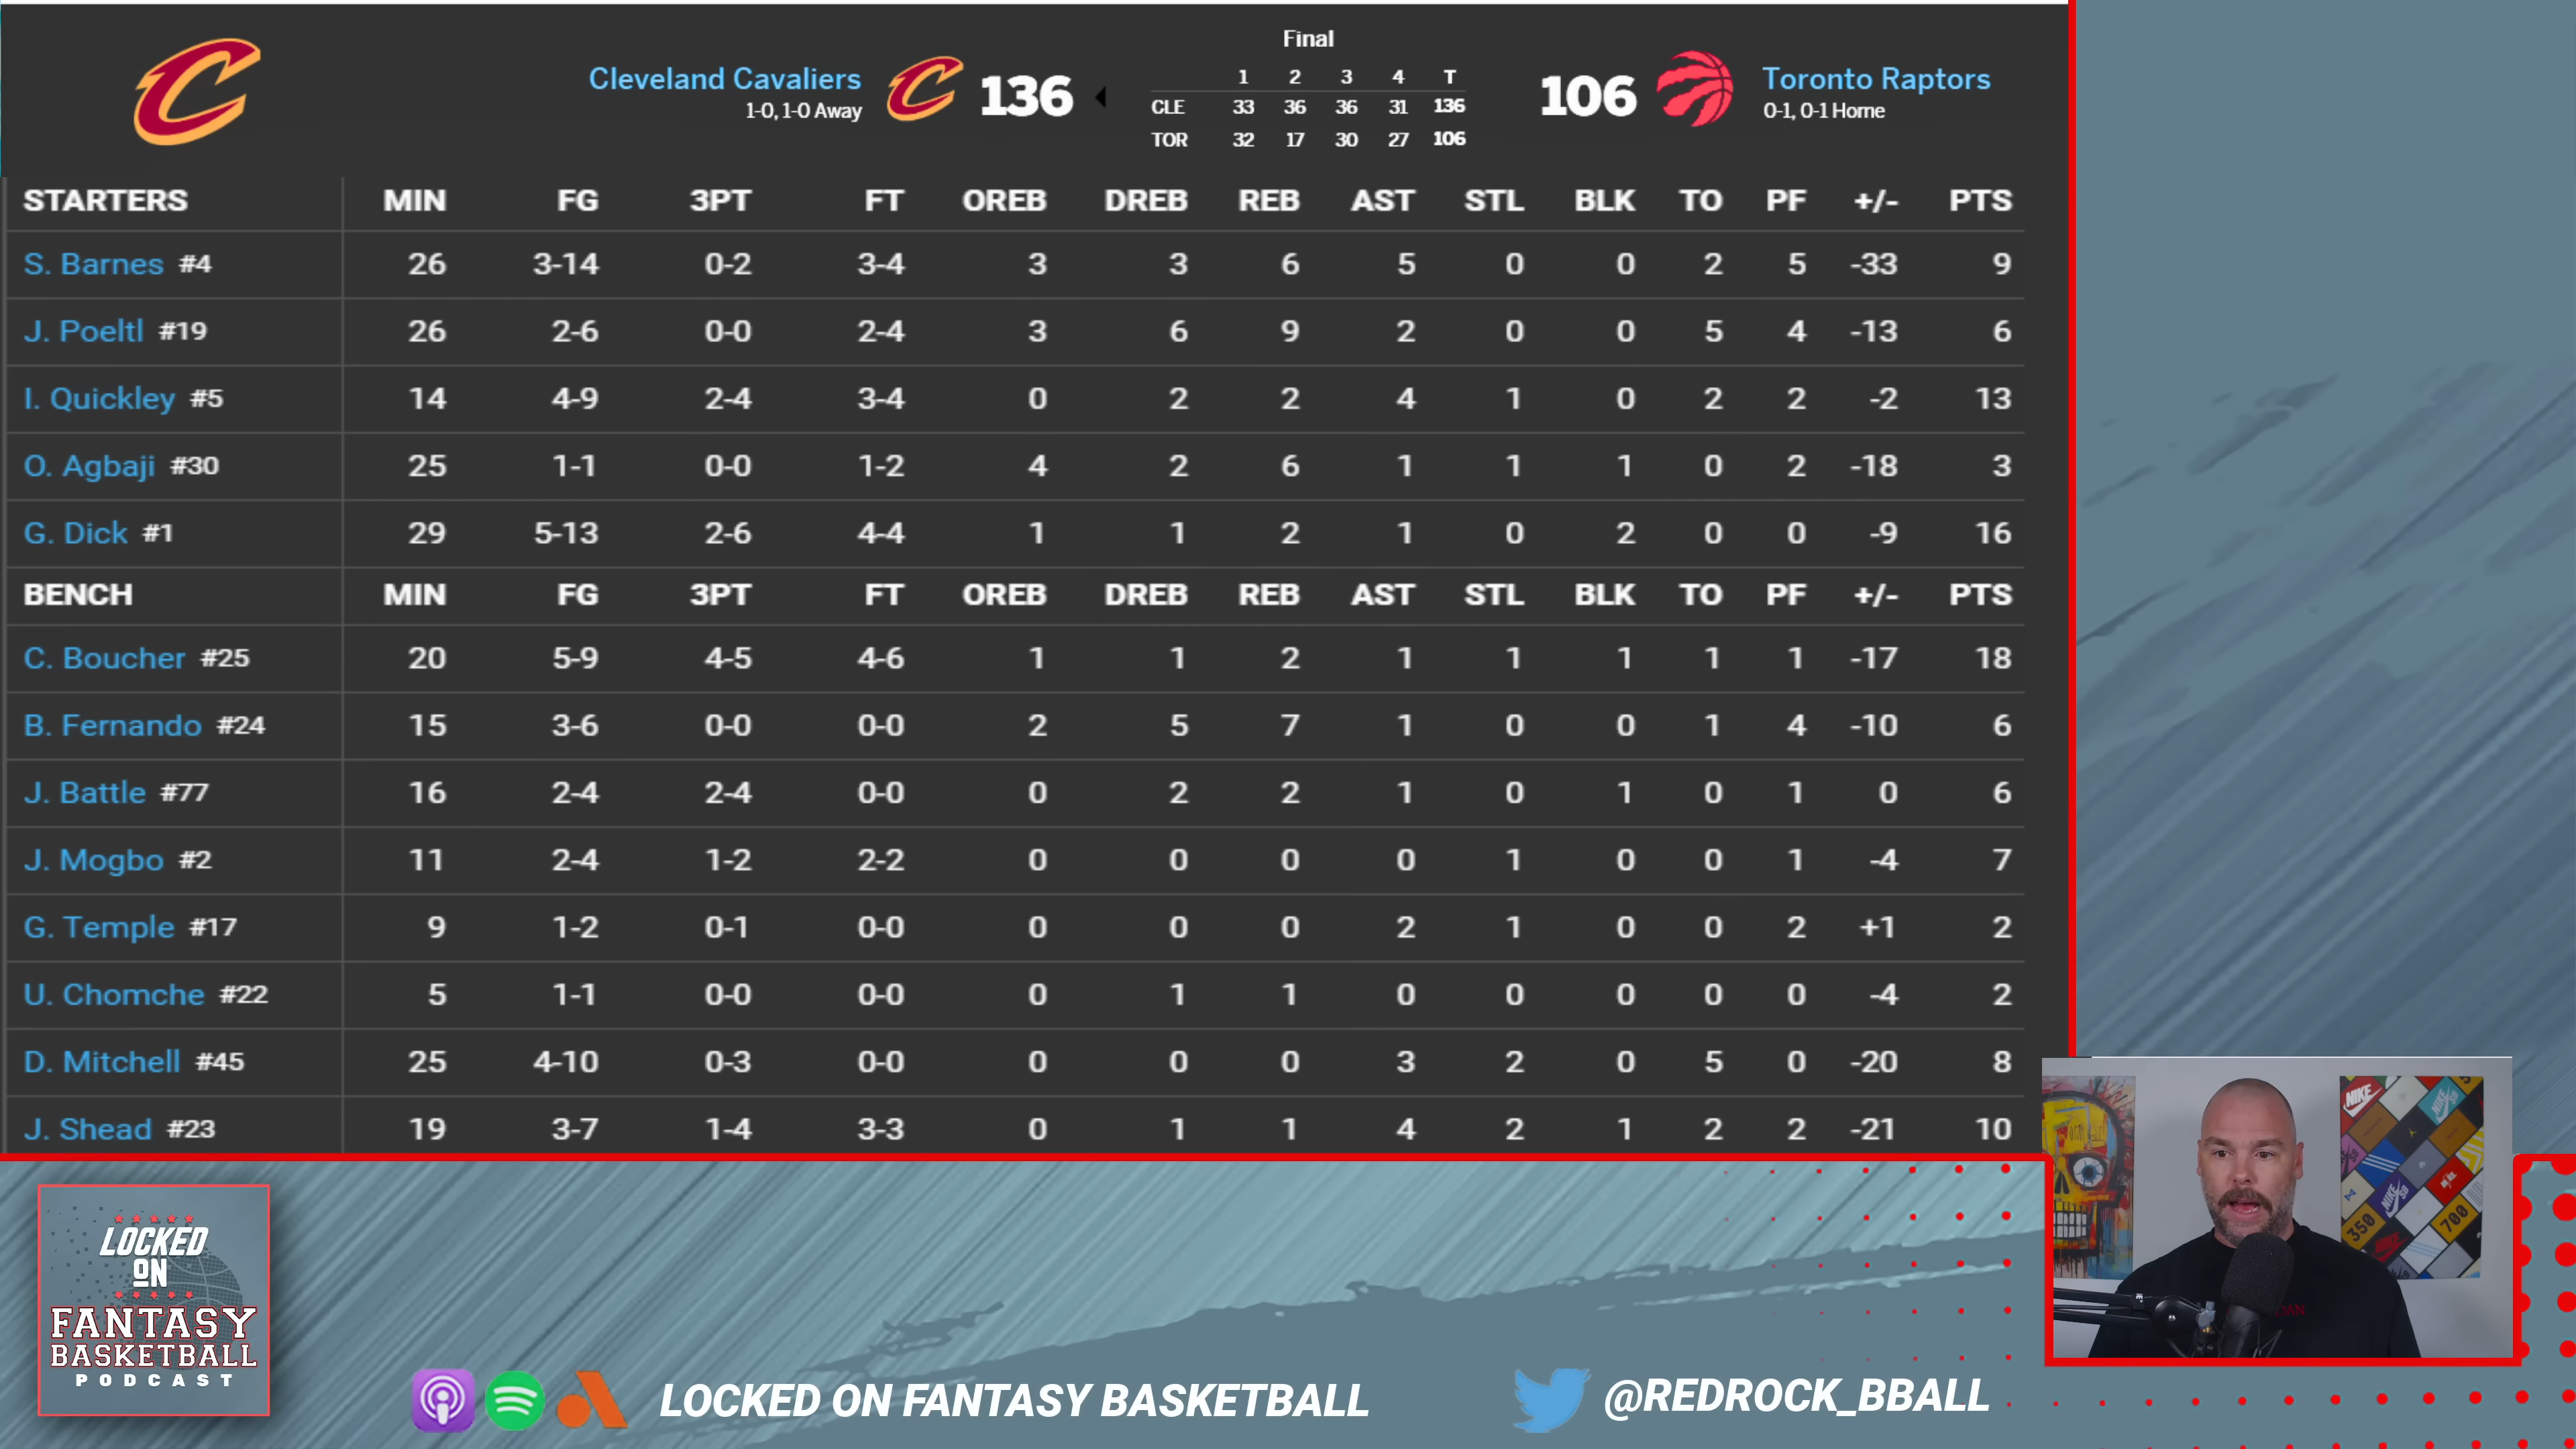 Final
Cleveland Cavaliers 136 1 2 3 4 T 106 Toronto Raptors
1-0, 1-0 Away CLE 33 36 36 31 136 0-1, 0-1 Home
TOR 32 17 30 27 106
STARTERS MIN FG 3PT FT OREB DREB REB AST STL BLK TO PF +/- PTS
S. Barnes #4 26 3-14 0-2 3-4 3 3 6 5 0 0 2 5 -33 9
J. Poeltl #19 26 2-6 0-0 2-4 3 6 9 2 0 0 5 4 -13 6
I. Quickley #5 14 4-9 2-4 3-4 0 2 2 4 1 0 2 2 -2 13
O. Agbaji #30 25 1-1 0-0 1-2 4 2 6 1 1 1 0 2 -18 3
G. Dick #1 29 5-13 2-6 4-4 1 1 2 1 0 2 0 0 -9 16
BENCH MIN FG 3PT FT OREB DREB REB AST STL BLK TO PF +/- PTS
C. Boucher #25 20 5-9 4-5 4-6 1 1 2 1 1 1 1 1 -17 18
B. Fernando #24 15 3-6 0-0 0-0 2 5 7 1 0 0 1 4 -10 6
J. Battle #77 16 2-4 2-4 0-0 0 2 2 1 0 1 0 1 0 6
J. Mogbo #2 11 2-4 1-2 2-2 0 0 0 0 1 0 0 1 -4 7
G. Temple #17 9 1-2 0-1 0-0 0 0 0 2 1 0 0 2 +1 2
U. Chomche #22 5 1-1 0-0 0-0 0 1 1 0 0 0 0 0 -4 2
D. Mitchell #45 25 4-10 0-3 0-0 0 0 0 3 2 0 5 0 -20 8
J. Shead #23 19 3-7 1-4 3-3 0 1 1 4 2 1 2 2 -21 10
LOCKED
ON
FANTASY
BASKETBALL
PODCAST
LOCKED ON FANTASY BASKETBALL
@REDROCK_BBALL
NIKE
350
700